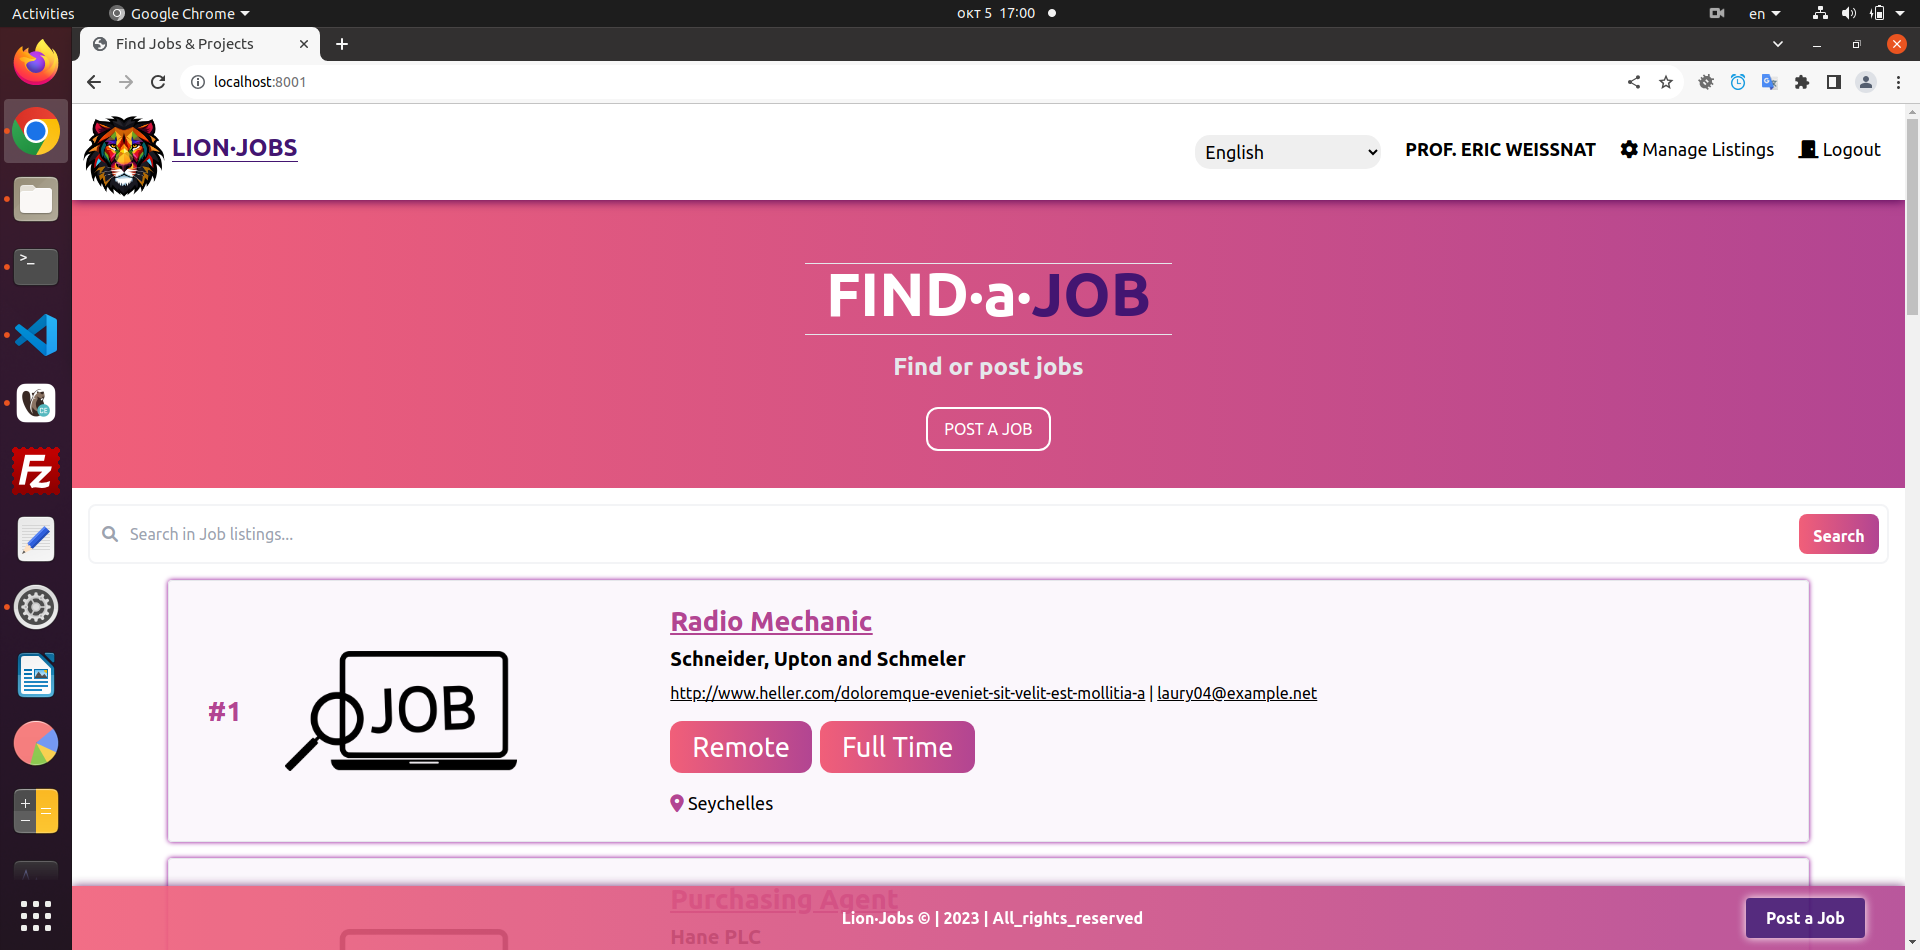 Activities
Google Chrome
окт 5 17:00
en
Find Jobs & Projects
localhost:8001
LION·JOBS
English
PROF. ERIC WEISSNAT
Manage Listings
Logout
FIND·a·JOB
Find or post jobs
POST A JOB
Search in Job listings...
Search
#1
JOB
Radio Mechanic
Schneider, Upton and Schmeler
http://www.heller.com/doloremque-eveniet-sit-velit-est-mollitia-a | laury04@example.net
Remote
Full Time
Seychelles
Purchasing Agent
Lion·Jobs © | 2023 | All_rights_reserved
Post a Job
Hane PLC